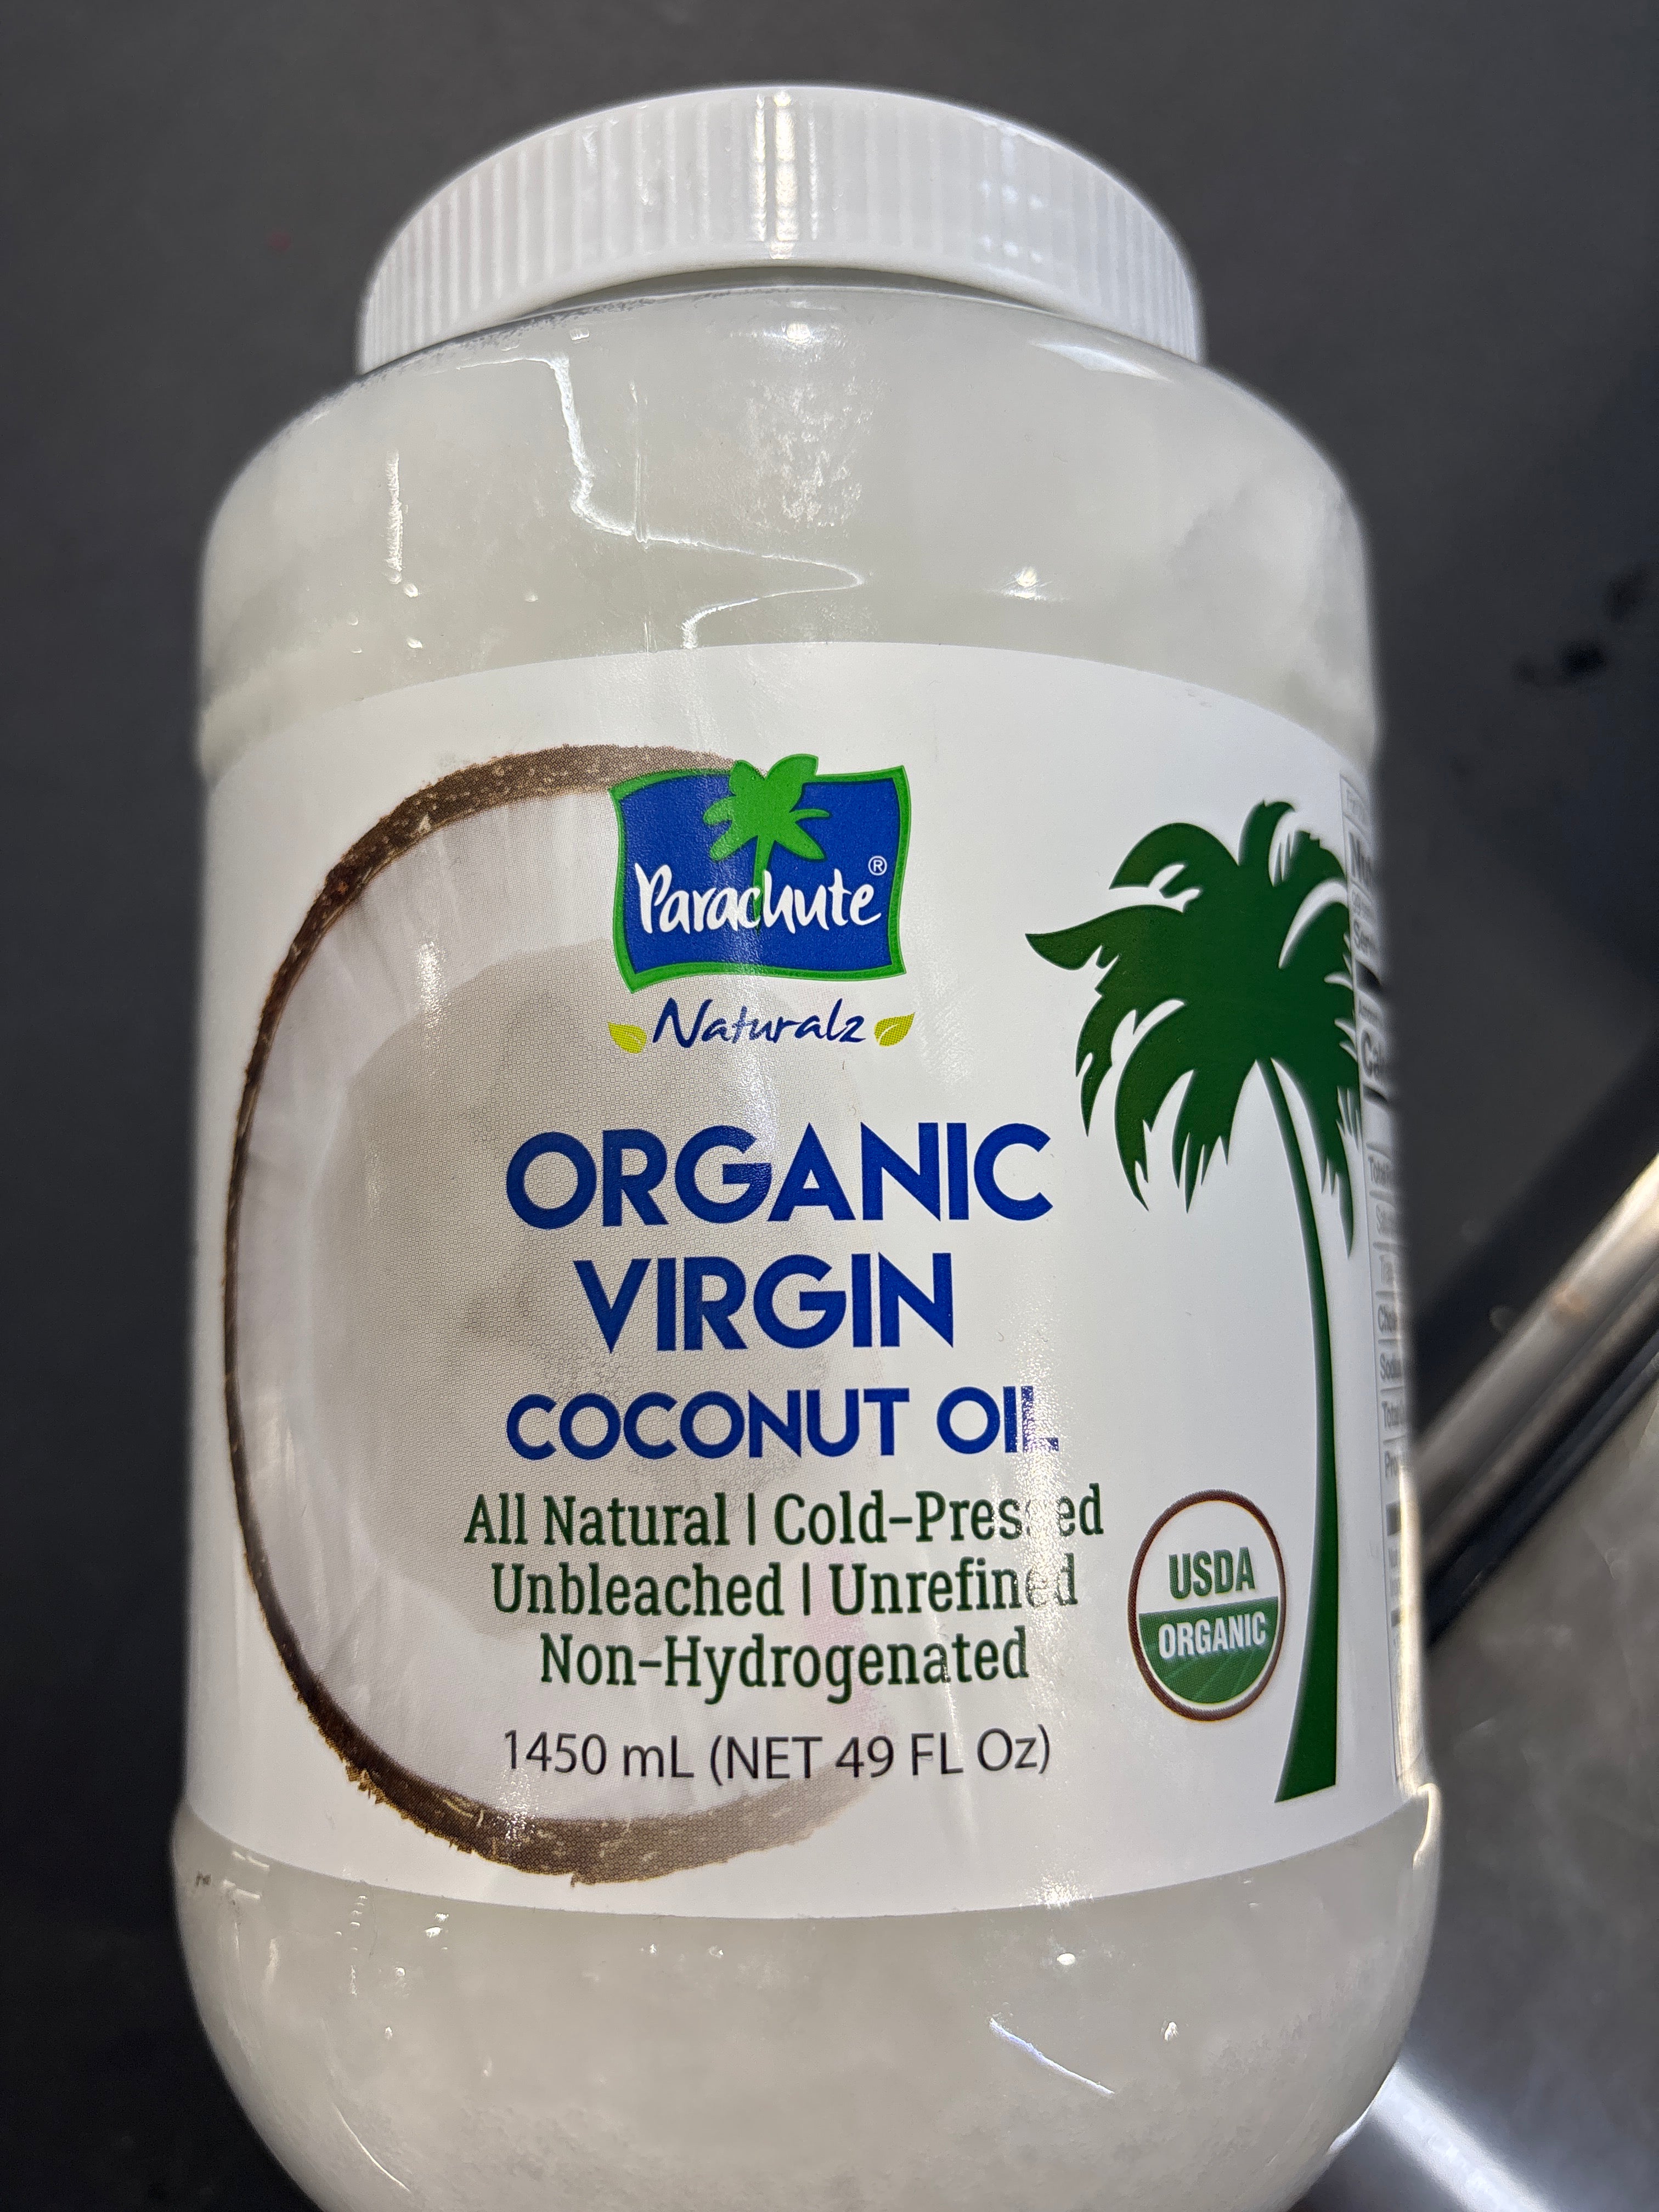 Parachute®
Naturalz
ORGANIC
VIRGIN
COCONUT OIL
All Natural | Cold-Pressed
Unbleached | Unrefined
Non-Hydrogenated
1450 mL (NET 49 FL Oz)
USDA
ORGANIC